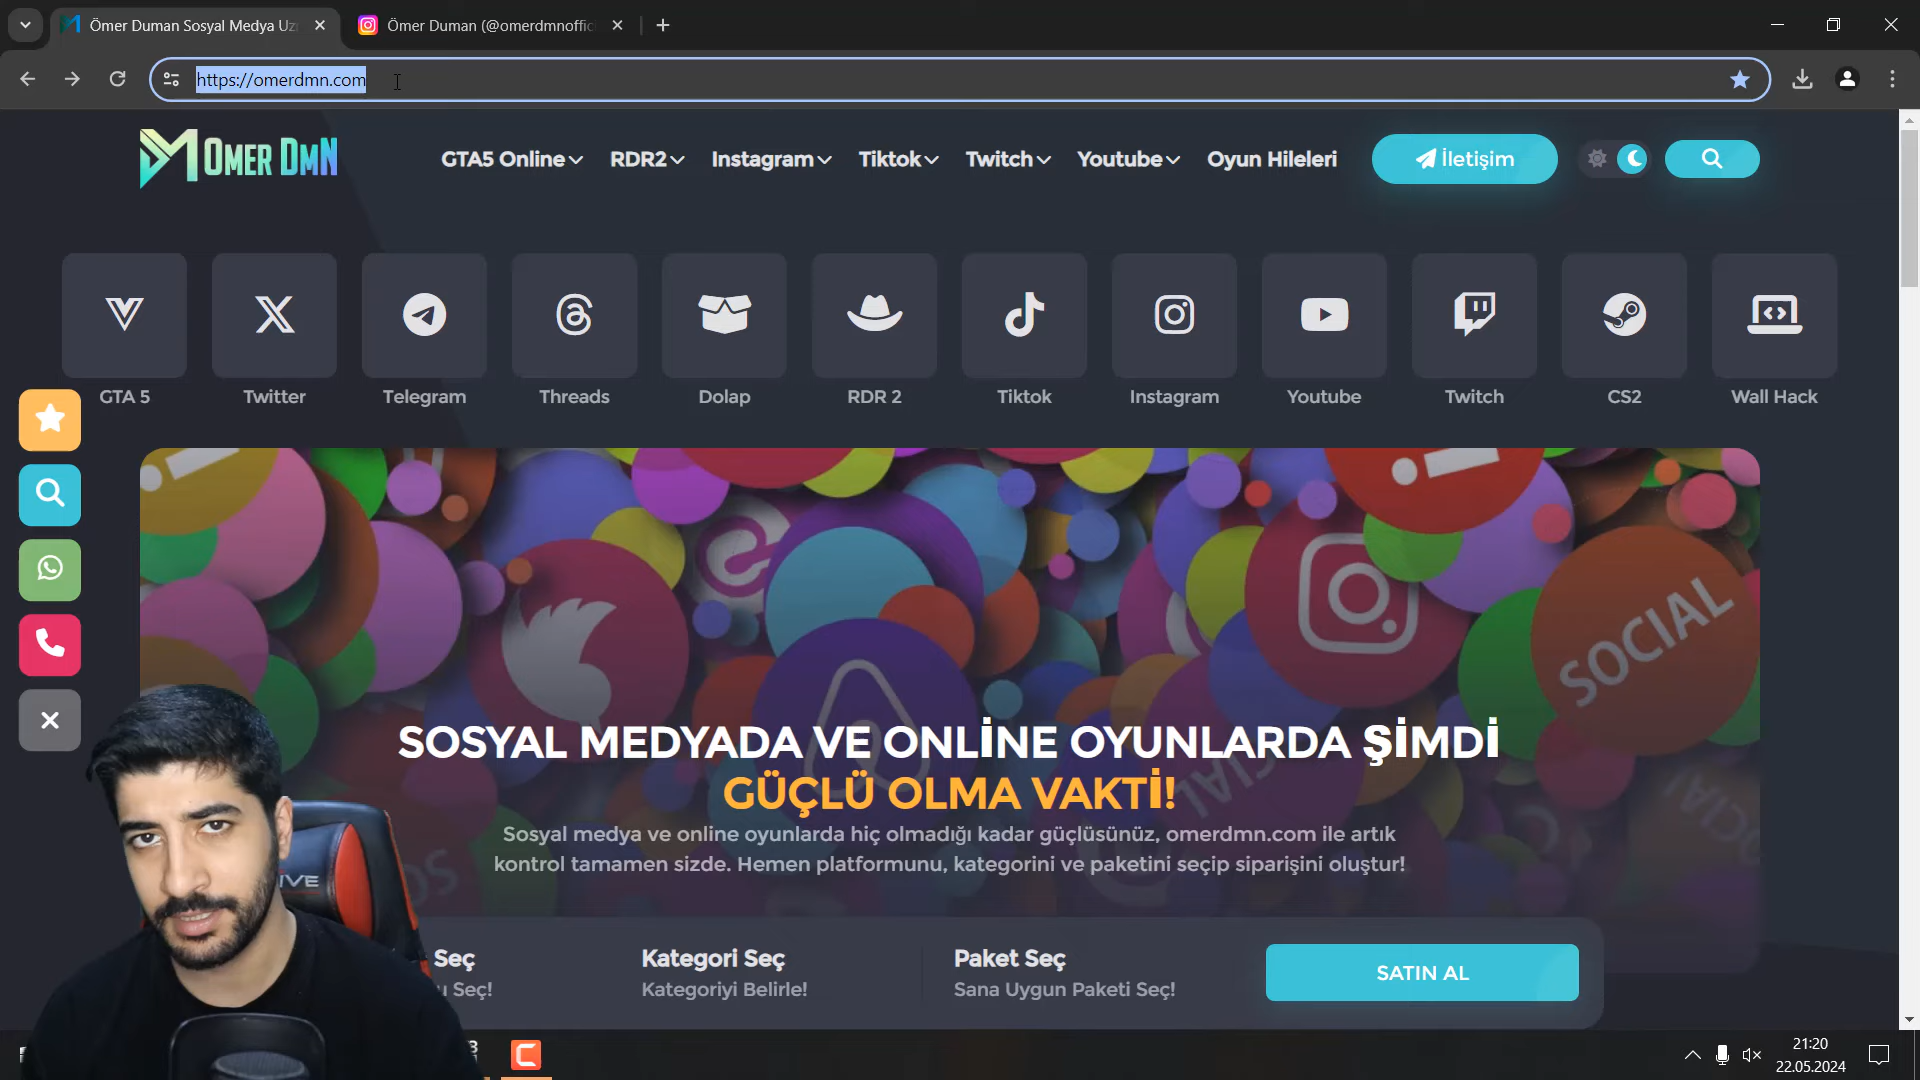 Ömer Duman Sosyal Medya Uz
Ömer Duman (@omerdmnoffic
https://omerdmn.com
OMER DMN
GTA5 Online
RDR2
Instagram
Tiktok
Twitch
Youtube
Oyun Hileleri
İletişim
GTA 5
Twitter
Telegram
Threads
Dolap
RDR 2
Tiktok
Instagram
Youtube
Twitch
CS2
Wall Hack
SOCIAL
SOSYAL MEDYADA VE ONLİNE OYUNLARDA ŞİMDİ
GÜÇLÜ OLMA VAKTİ!
Sosyal medya ve online oyunlarda hiç olmadığı kadar güçlüsünüz, omerdmn.com ile artık
kontrol tamamen sizde. Hemen platformunu, kategorini ve paketini seçip siparişini oluştur!
Seç
u Seç!
Kategori Seç
Kategoriyi Belirle!
Paket Seç
Sana Uygun Paketi Seç!
SATIN AL
21:20
22.05.2024